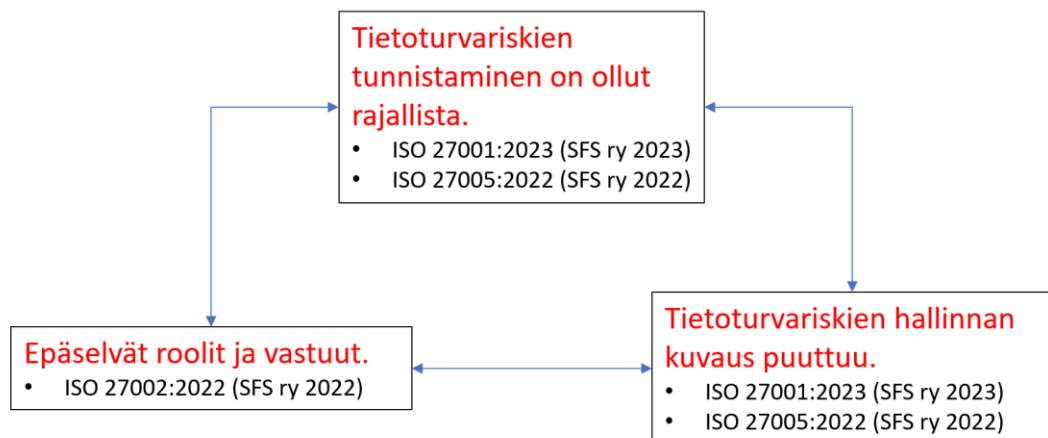 Tietoturvariskien
tunnistaminen on ollut
rajallista.
• ISO 27001:2023 (SFS ry 2023)
• ISO 27005:2022 (SFS ry 2022)
Epäselvät roolit ja vastuut.
• ISO 27002:2022 (SFS ry 2022)
Tietoturvariskien hallinnan
kuvaus puuttuu.
• ISO 27001:2023 (SFS ry 2023)
• ISO 27005:2022 (SFS ry 2022)